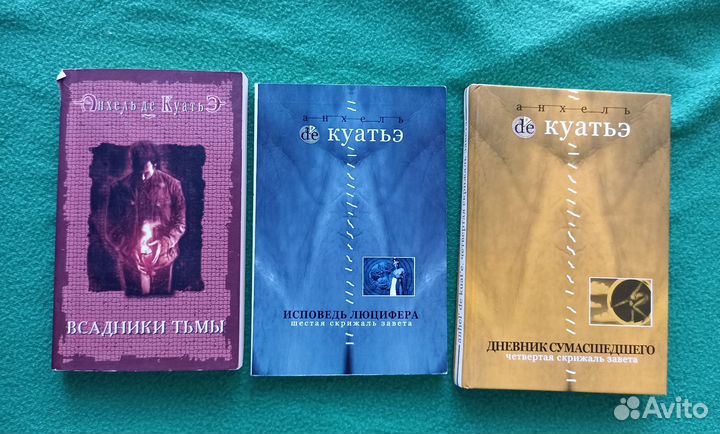 Анхель де Куатьэ
ВСАДНИКИ ТЬМЫ
анхель
de куатьэ
ИСПОВЕДЬ ЛЮЦИФЕРА
шестая скрижаль завета
анхель
de куатьэ
ДНЕВНИК СУМАСШЕДШЕГО
четвертая скрижаль завета
Avito